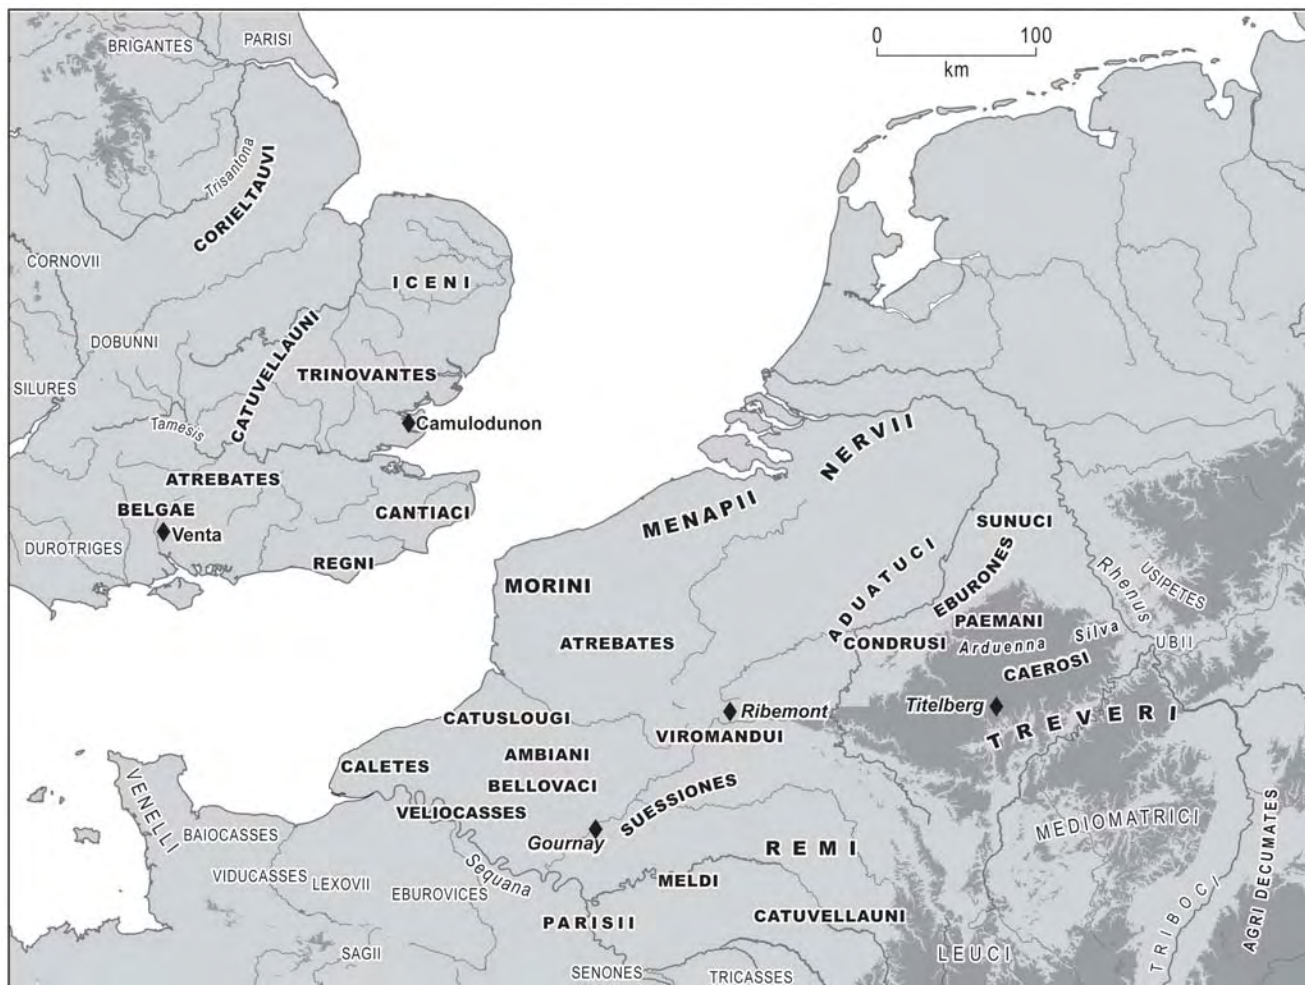 BRIGANTES
PARISI
0 100
km
Trisantona
CORIELTAUVI
CORNOVII
ICENI
DOBUNNI
CATUVELLAUNI
TRINOVANTES
SILURES
Tamesis
Camulodunon
NERVII
ATREBATES
MENAPII
BELGAE
CANTIACI
Venta
SUNUCI
DUROTRIGES
REGNI
MORINI
ADUATUCI
EBURONES
Rhenus
USIPETES
PAEMANI
ATREBATES
CONDRUSI
Arduenna Silva
UBII
CAEROSI
Titelberg
Ribemont
CATUSLOUGI
TREVERI
VIROMANDUI
AMBIANI
CALETES
BELLOVACI
VENELLI
SUESSIONES
VELIOCASSES
MEDIOMATRICI
BAIOCASSES
Gournay
REMI
AGRI DECUMATES
VIDUCASSES
LEXOVII
EBUROVICES
Sequana
MELDI
PARISII
CATUVELLAUNI
TRIBOCI
SAGII
LEUCI
SENONES
TRICASSES